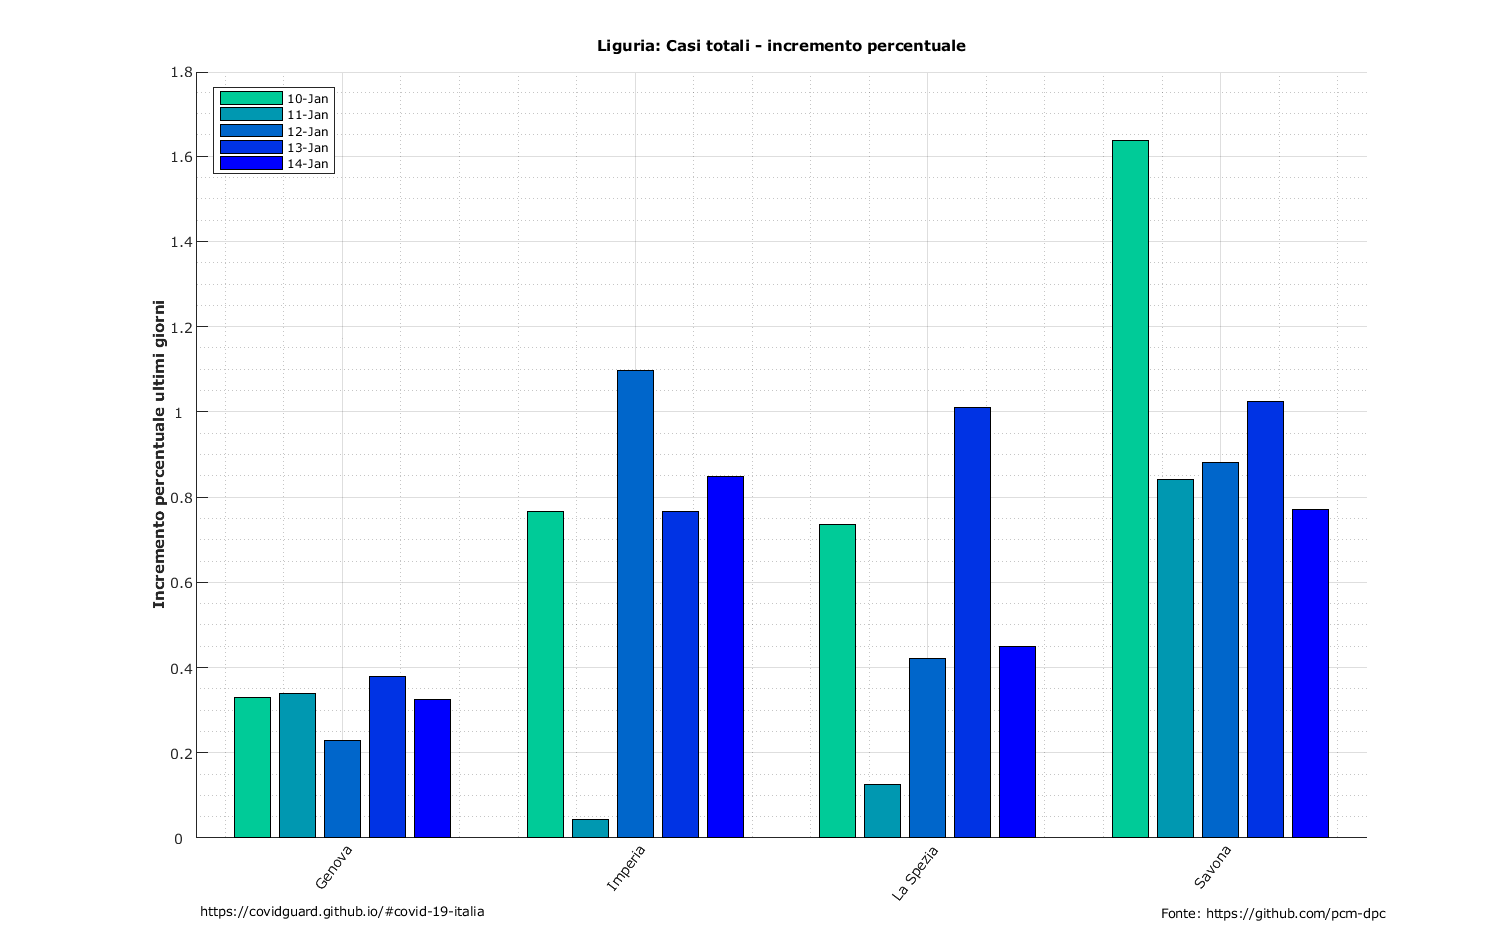 Liguria: Casi totali - incremento percentuale
Incremento percentuale ultimi giorni
1.8
1.6
1.4
1.2
1
0.8
0.6
0.4
0.2
0
10-Jan
11-Jan
12-Jan
13-Jan
14-Jan
Genova
Imperia
La Spezia
Savona
https://covidguard.github.io/#covid-19-italia
Fonte: https://github.com/pcm-dpc